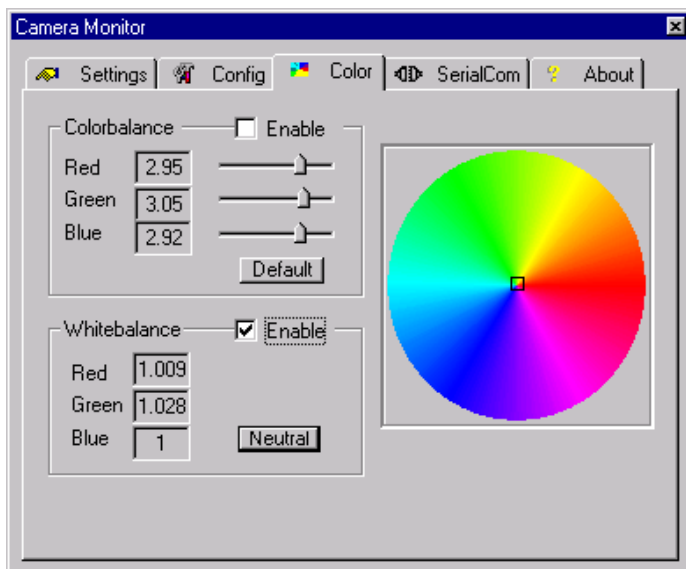 Camera Monitor
Settings Config Color SerialCom About
Colorbalance Enable
Red 2.95
Green 3.05
Blue 2.92
Default
Whitebalance Enable
Red 1.009
Green 1.028
Blue 1
Neutral